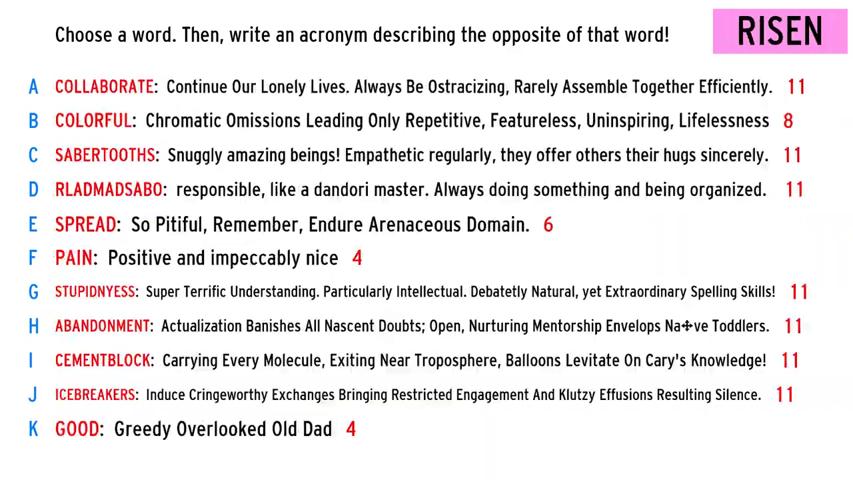 Choose a word. Then, write an acronym describing the opposite of that word!
RISEN
A COLLABORATE: Continue Our Lonely Lives. Always Be Ostracizing, Rarely Assemble Together Efficiently. 11
B COLORFUL: Chromatic Omissions Leading Only Repetitive, Featureless, Uninspiring, Lifelessness 8
C SABERTOOTHS: Snuggly amazing beings! Empathetic regularly, they offer others their hugs sincerely. 11
D RLADMADSABO: responsible, like a dandori master. Always doing something and being organized. 11
E SPREAD: So Pitiful, Remember, Endure Arenaceous Domain. 6
F PAIN: Positive and impeccably nice 4
G STUPIDNYESS: Super Terrific Understanding. Particularly Intellectual. Debatetly Natural, yet Extraordinary Spelling Skills! 11
H ABANDONMENT: Actualization Banishes All Nascent Doubts; Open, Nurturing Mentorship Envelops Na✣ve Toddlers. 11
I CEMENTBLOCK: Carrying Every Molecule, Exiting Near Troposphere, Balloons Levitate On Cary's Knowledge! 11
J ICEBREAKERS: Induce Cringeworthy Exchanges Bringing Restricted Engagement And Klutzy Effusions Resulting Silence. 11
K GOOD: Greedy Overlooked Old Dad 4